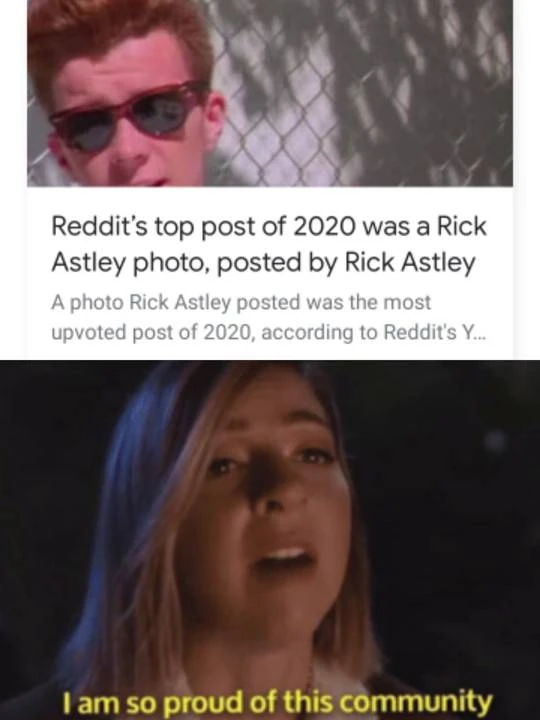 Reddit’s top post of 2020 was a Rick
Astley photo, posted by Rick Astley
A photo Rick Astley posted was the most
upvoted post of 2020, according to Reddit's Y...
I am so proud of this community